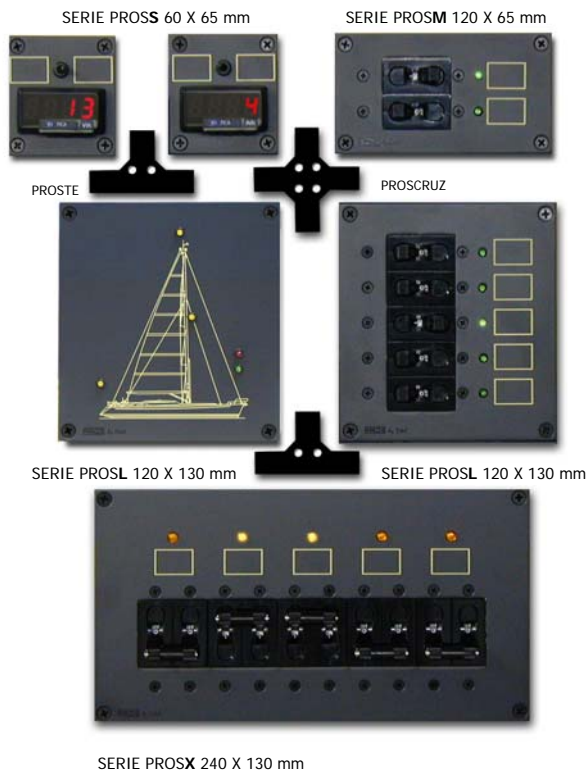 SERIE PROSS 60 X 65 mm
SERIE PROSM 120 X 65 mm
13
4
PROSTE
PROSCRUZ
SERIE PROSL 120 X 130 mm
SERIE PROSL 120 X 130 mm
SERIE PROSX 240 X 130 mm